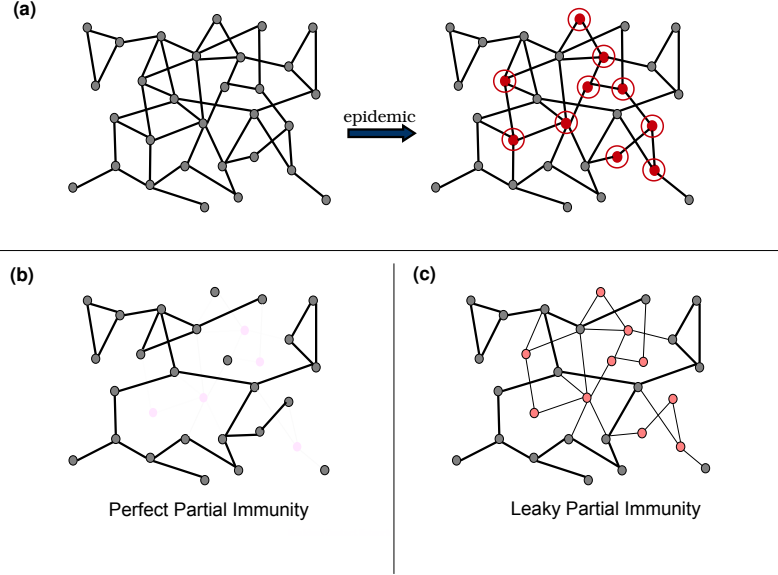 (a)
epidemic
(b)
(c)
Perfect Partial Immunity
Leaky Partial Immunity